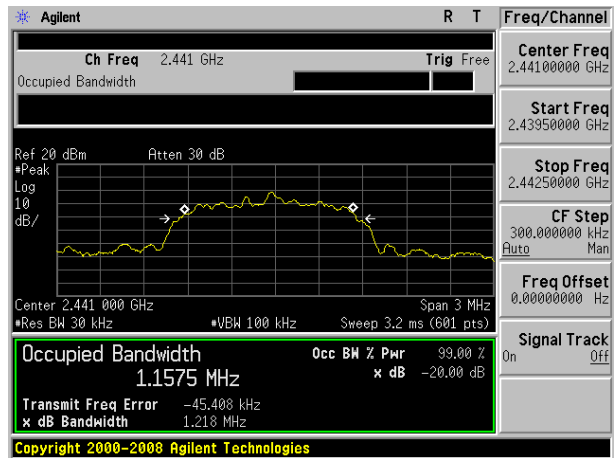 Agilent R T Freq/Channel
Ch Freq 2.441 GHz Trig Free
Occupied Bandwidth
Center Freq
2.44100000 GHz
Start Freq
2.43950000 GHz
Stop Freq
2.44250000 GHz
CF Step
300.000000 kHz
Auto Man
Freq Offset
0.00000000 Hz
Signal Track
On Off
Ref 20 dBm Atten 30 dB
#Peak
Log
10
dB/
Center 2.441 000 GHz Span 3 MHz
#Res BW 30 kHz #VBW 100 kHz Sweep 3.2 ms (601 pts)
Occupied Bandwidth Occ BW % Pwr 99.00 %
1.1575 MHz x dB -20.00 dB
Transmit Freq Error -45.408 kHz
x dB Bandwidth 1.218 MHz
Copyright 2000-2008 Agilent Technologies